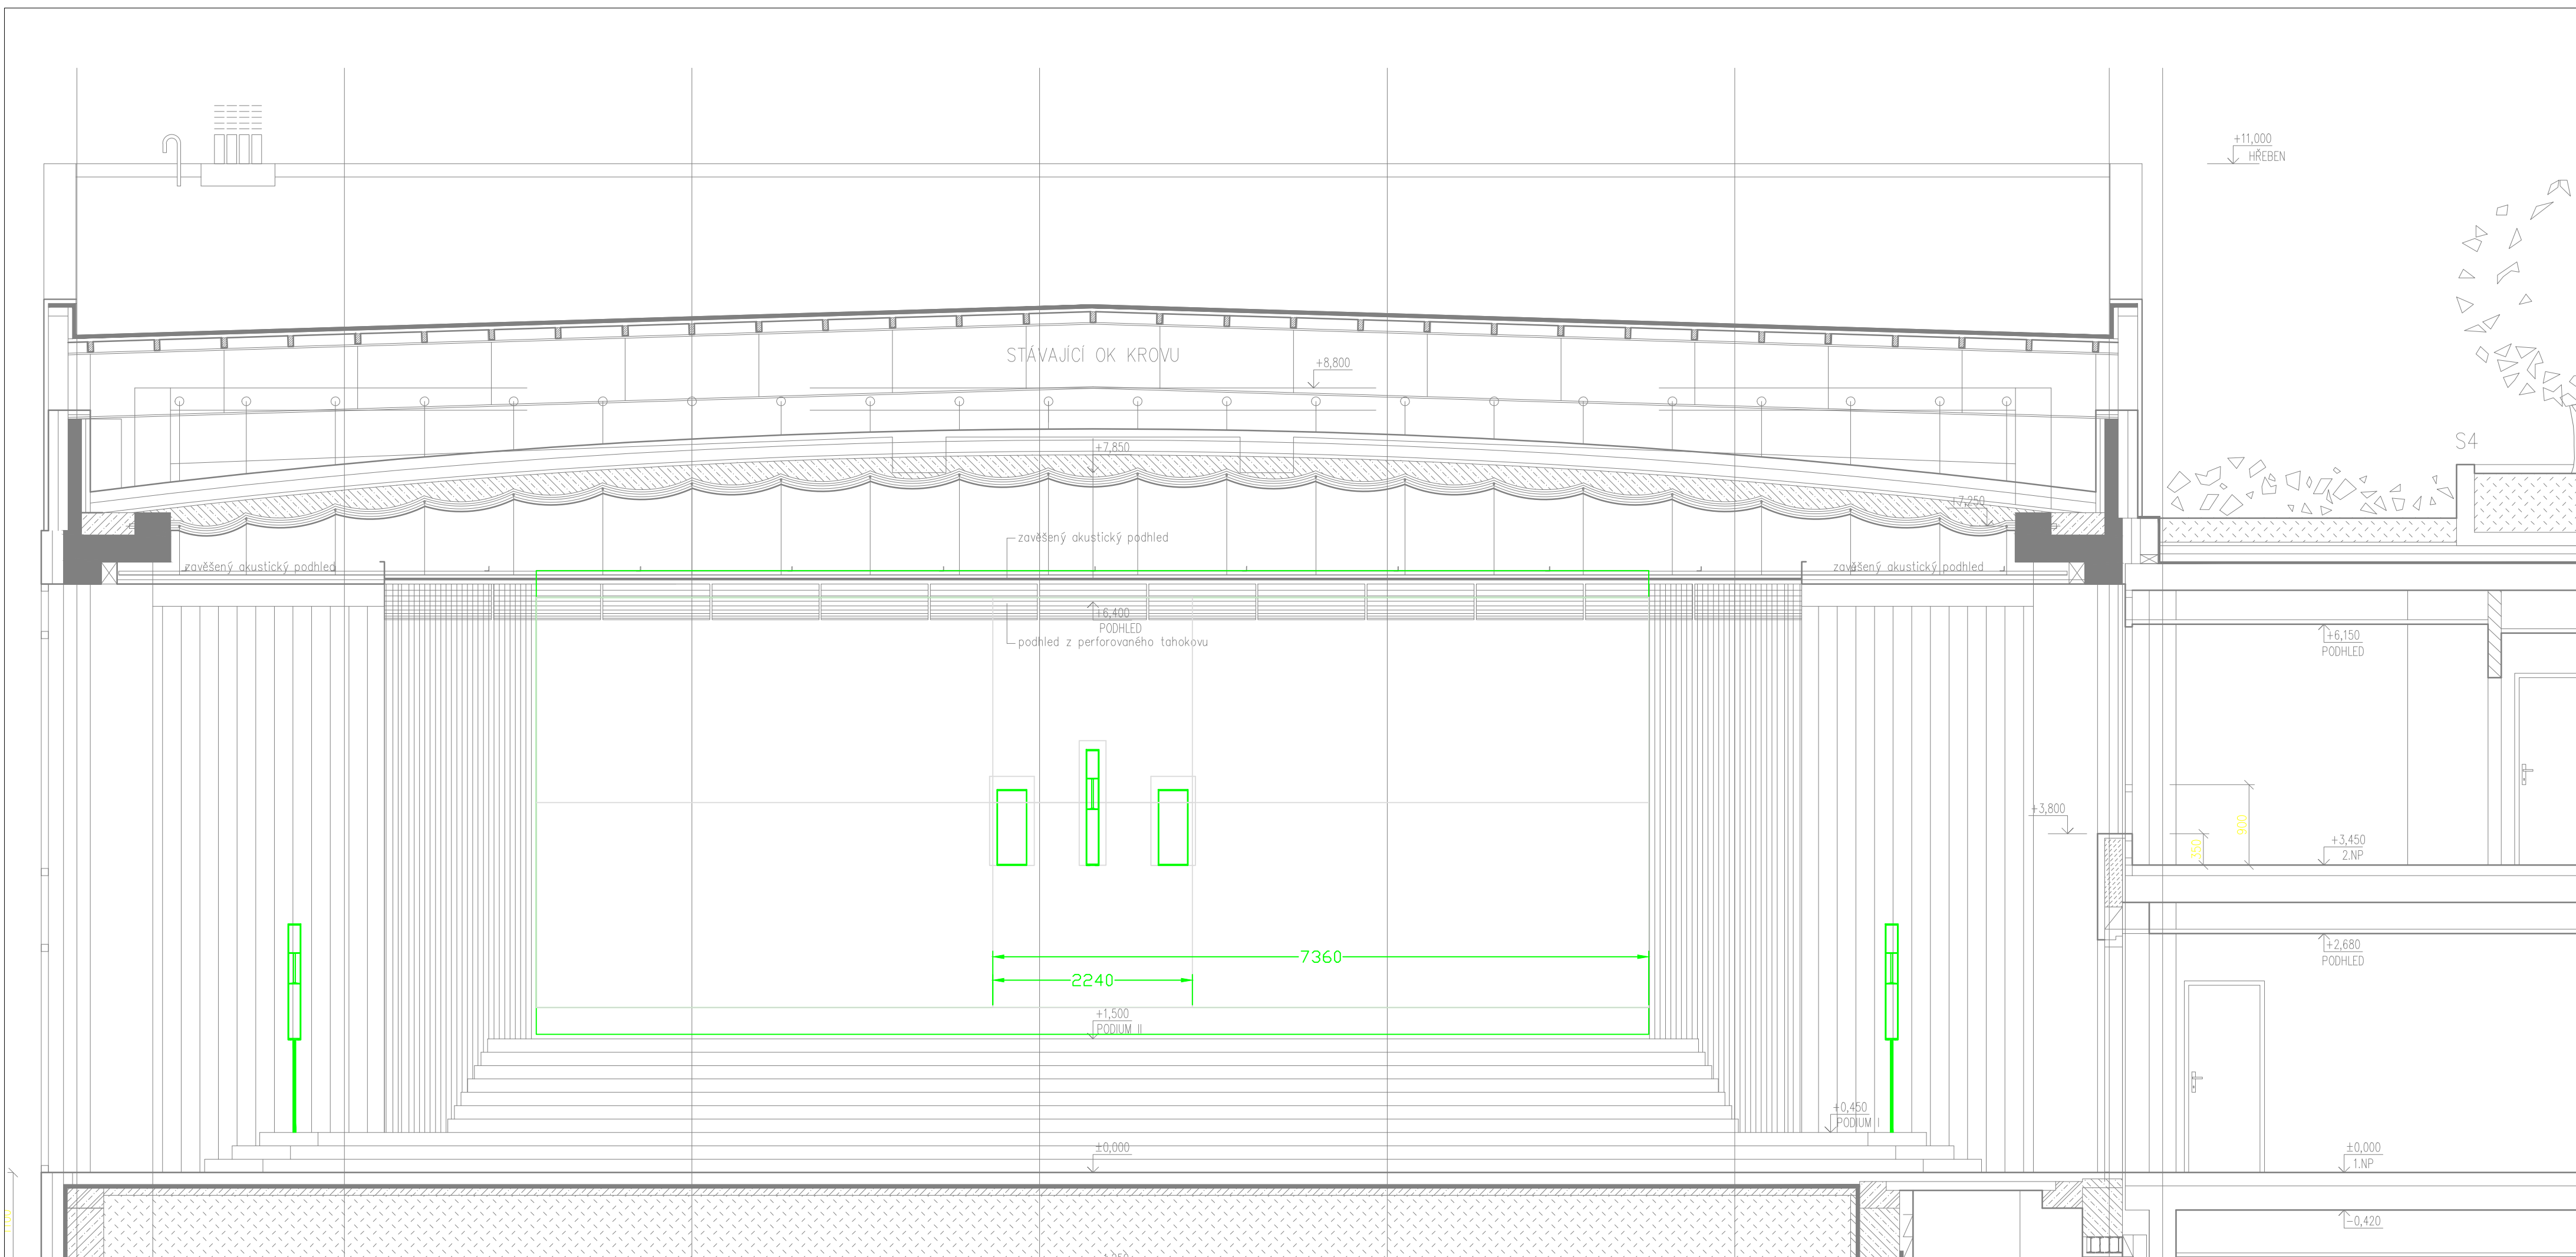 +11,000
HŘEBEN
STÁVAJÍCÍ OK KROVU
+8,800
S4
+7,850
+7,250
zavěšený akustický podhled
zavěšený akustický podhled
zavěšený akustický podhled
+6,400
PODHLED
podhled z perforovaného tahokovu
+6,150
PODHLED
+3,800
900
350
+3,450
2.NP
+2,680
PODHLED
7360
2240
+1,500
PODIUM II
+0,450
PODIUM I
±0,000
±0,000
1.NP
-0,420